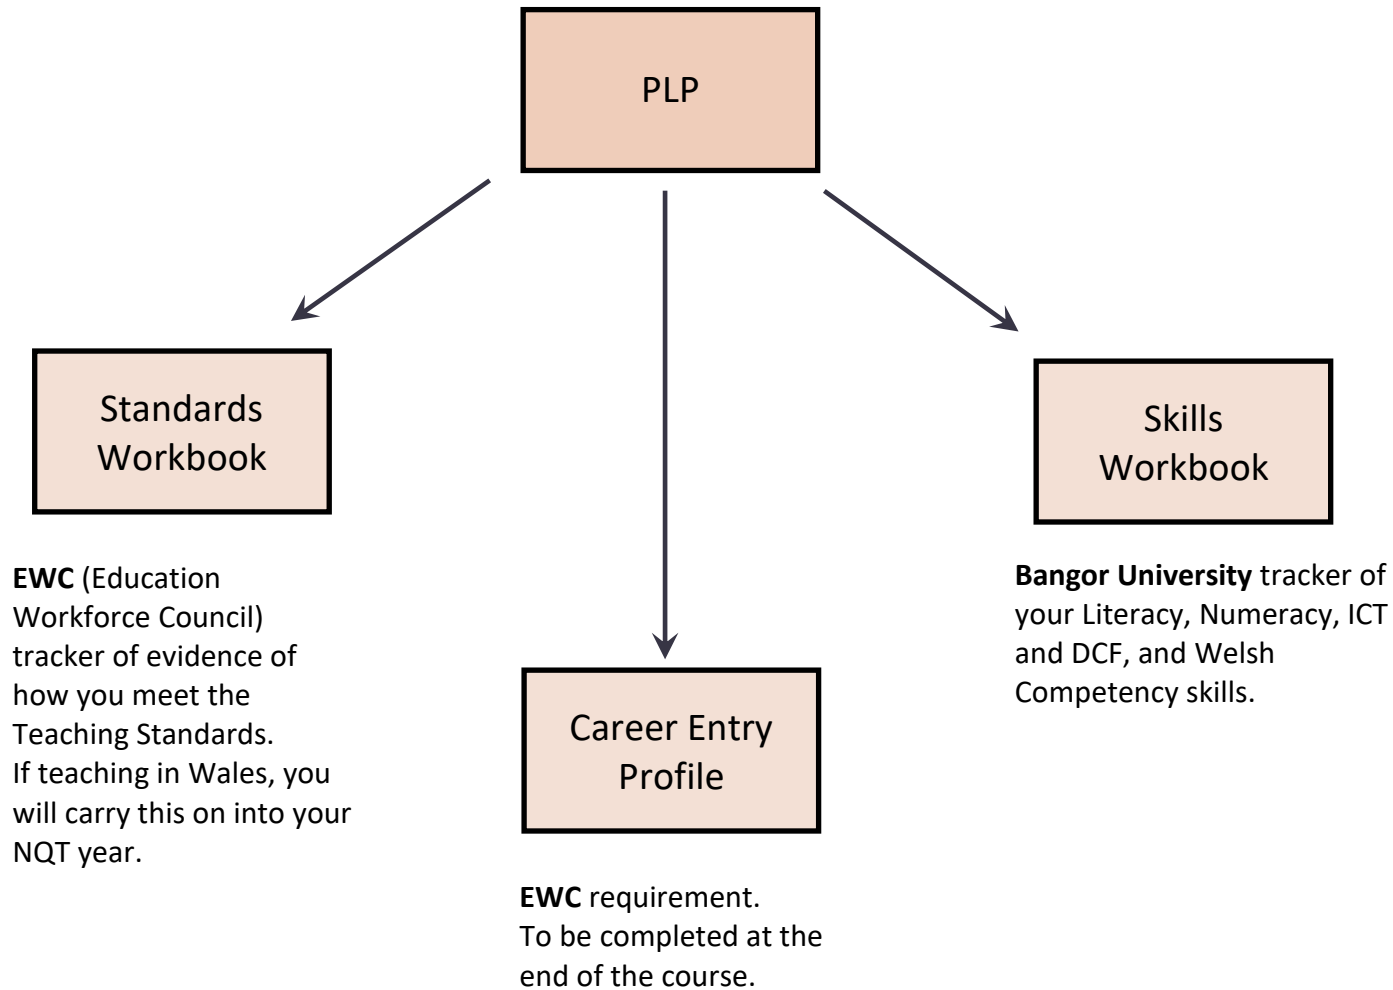 PLP
Standards
Workbook
EWC (Education
Workforce Council)
tracker of evidence of
how you meet the
Teaching Standards.
If teaching in Wales, you
will carry this on into your
NQT year.
Career Entry
Profile
EWC requirement.
To be completed at the
end of the course.
Skills
Workbook
Bangor University tracker of
your Literacy, Numeracy, ICT
and DCF, and Welsh
Competency skills.